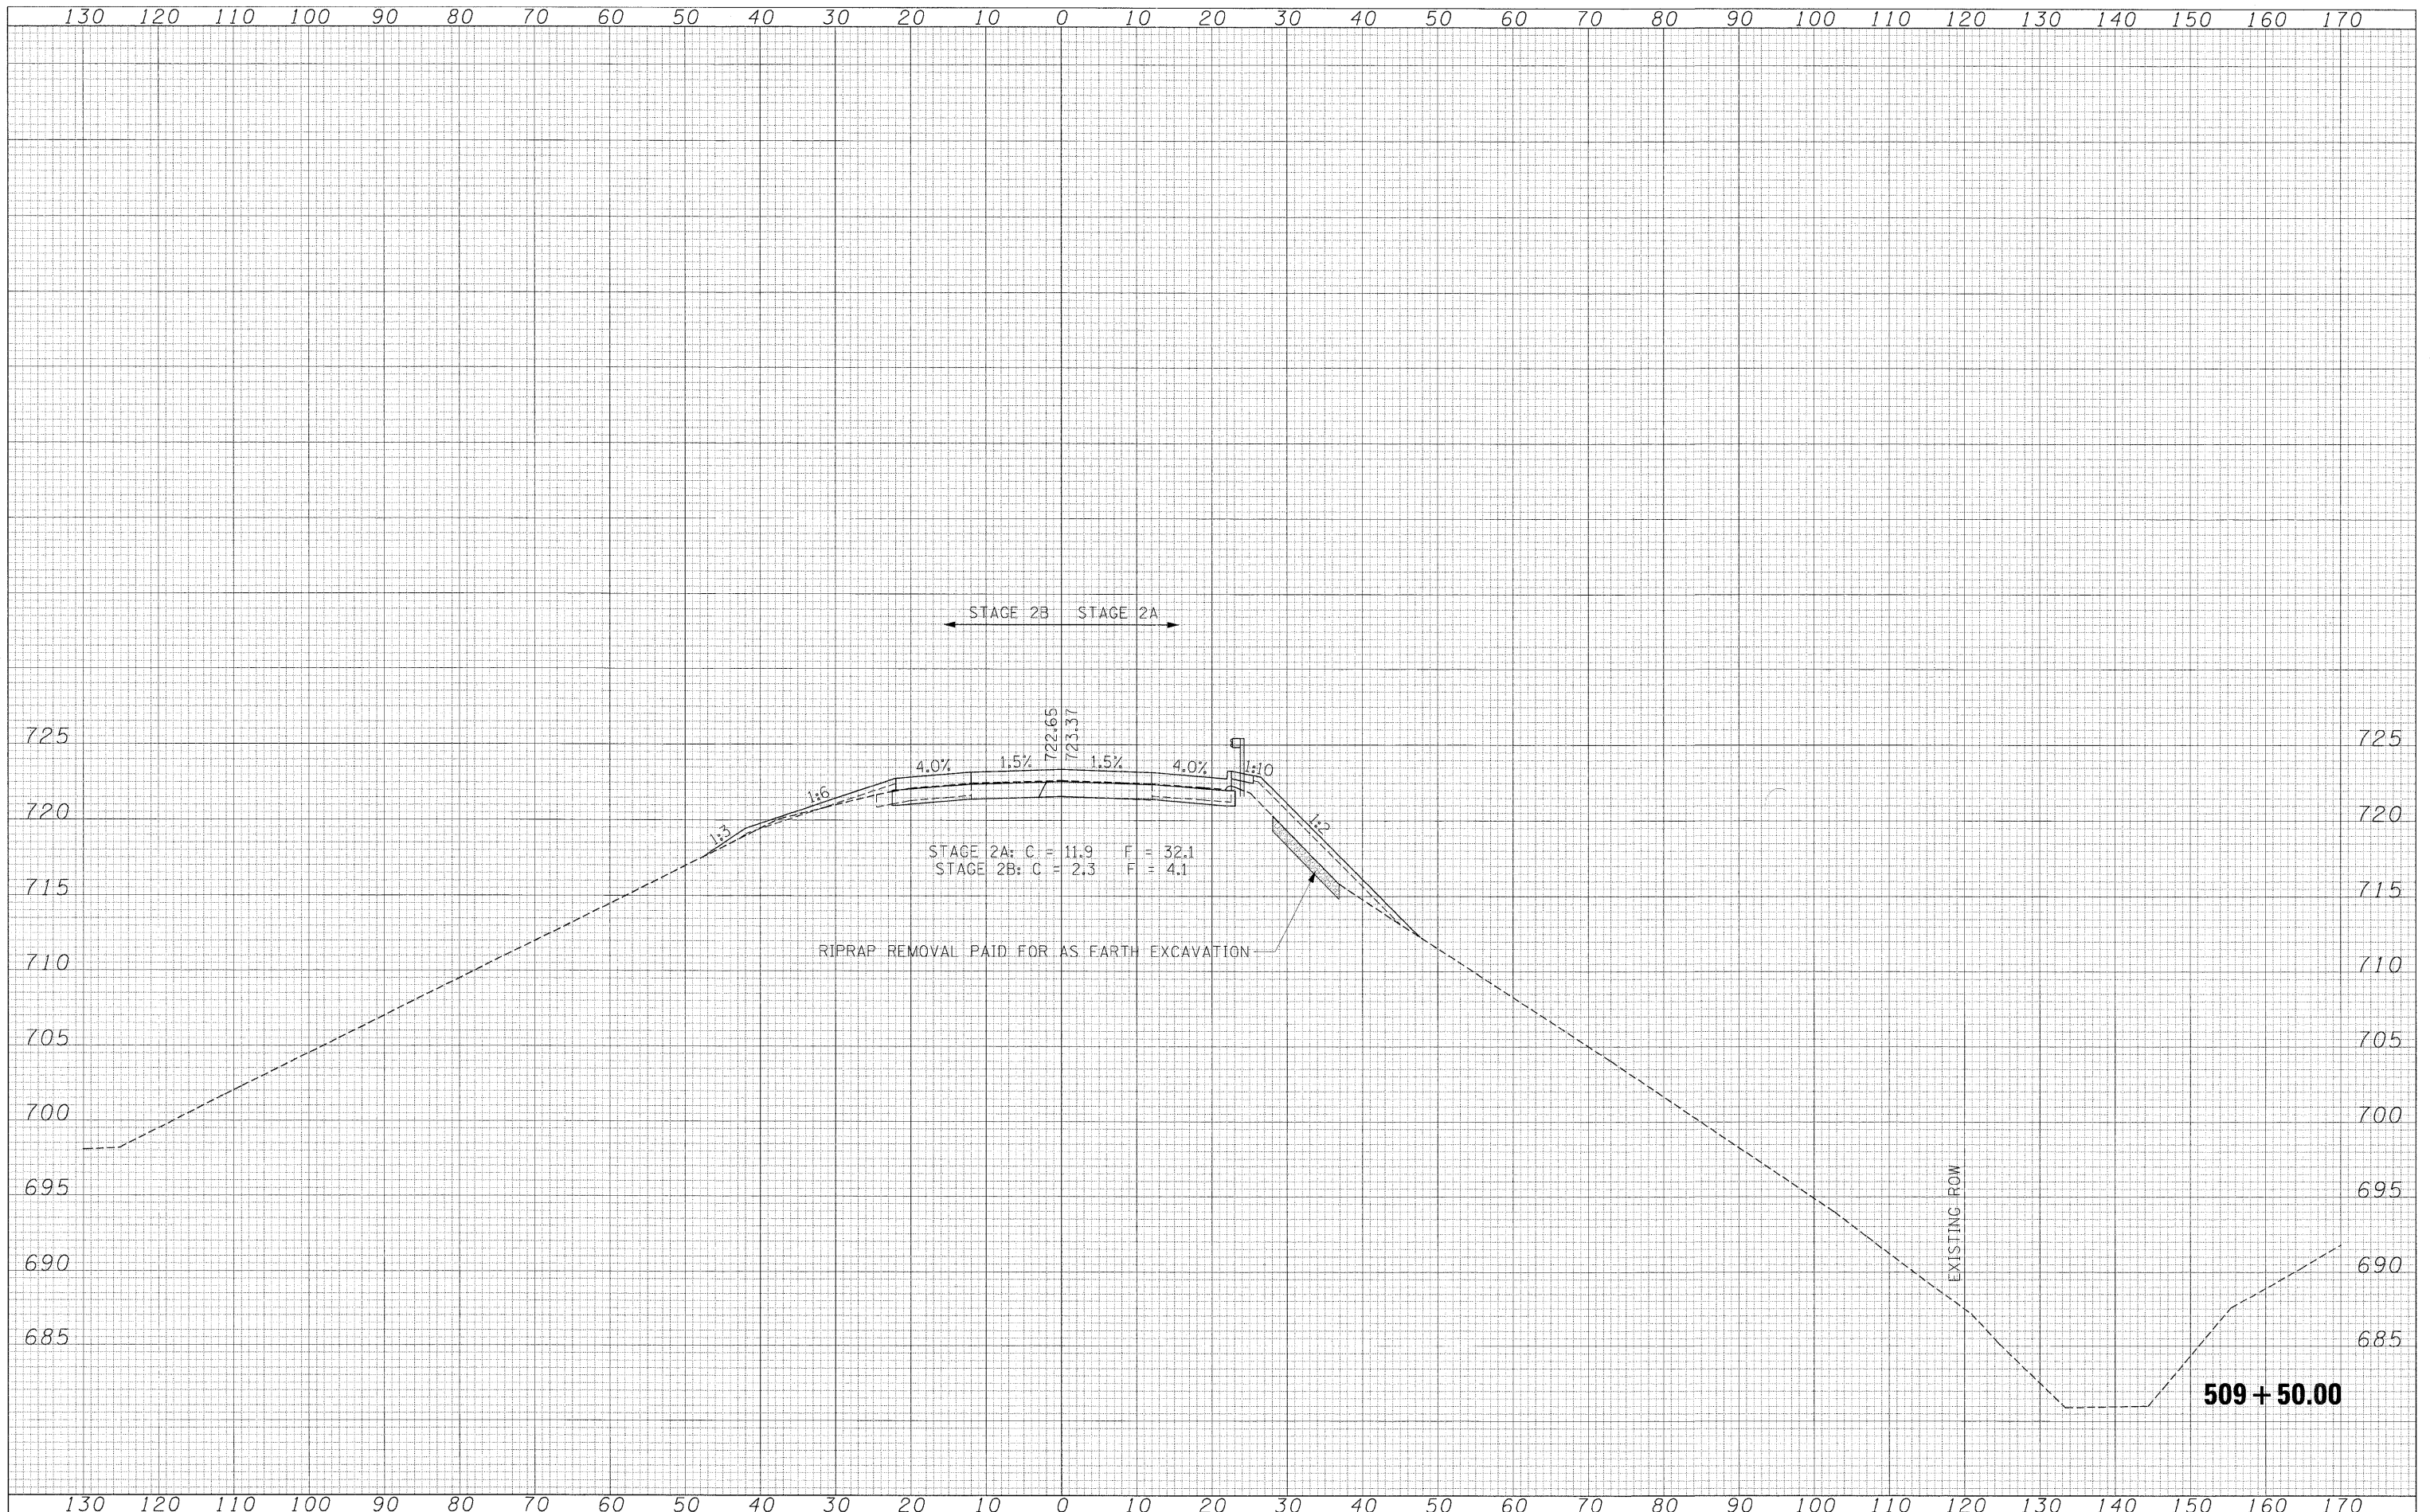 130 120 110 100 90 80 70 60 50 40 30 20 10 0 10 20 30 40 50 60 70 80 90 100 110 120 130 140 150 160 170
STAGE 2B STAGE 2A
722.65
723.37
725 725
4.0% 1.5% 1.5% 4.0% 1:10
1:6
720 1:3 1:2 720
STAGE 2A: C = 11.9 F = 32.1
STAGE 2B: C = 2.3 F = 4.1
715 715
RIPRAP REMOVAL PAID FOR AS EARTH EXCAVATION
710 710
705 705
700 700
695 695
EXISTING ROW
690 690
685 685
509 + 50.00
130 120 110 100 90 80 70 60 50 40 30 20 10 0 10 20 30 40 50 60 70 80 90 100 110 120 130 140 150 160 170